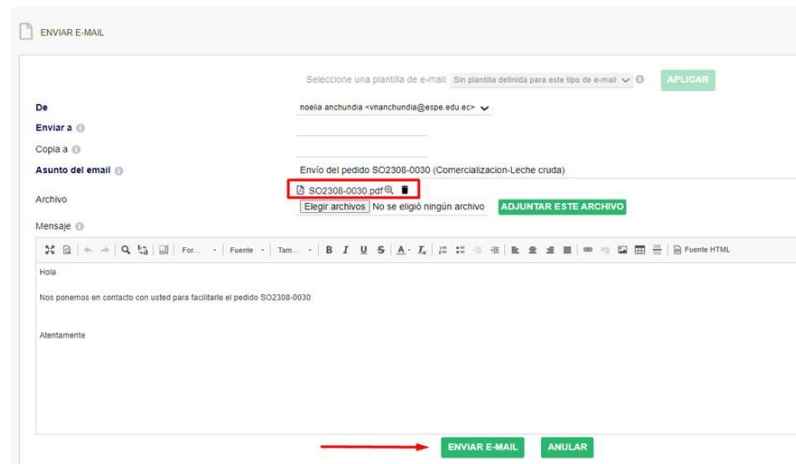 ENVIAR E-MAIL
Seleccione una plantilla de e-mail: Sin plantilla definida para este tipo de e-mail APLICAR
De noelia anchundia <vnanchundia@espe.edu.ec>
Enviar a
Copia a
Asunto del email Envío del pedido SO2308-0030 (Comercializacion-Leche cruda)
SO2308-0030.pdf
Archivo
Elegir archivos No se eligió ningún archivo ADJUNTAR ESTE ARCHIVO
Mensaje
For... Fuente Tam... B I U S A Ix Fuente HTML
Hola
Nos ponemos en contacto con usted para facilitarle el pedido SO2308-0030
Atentamente
ENVIAR E-MAIL ANULAR